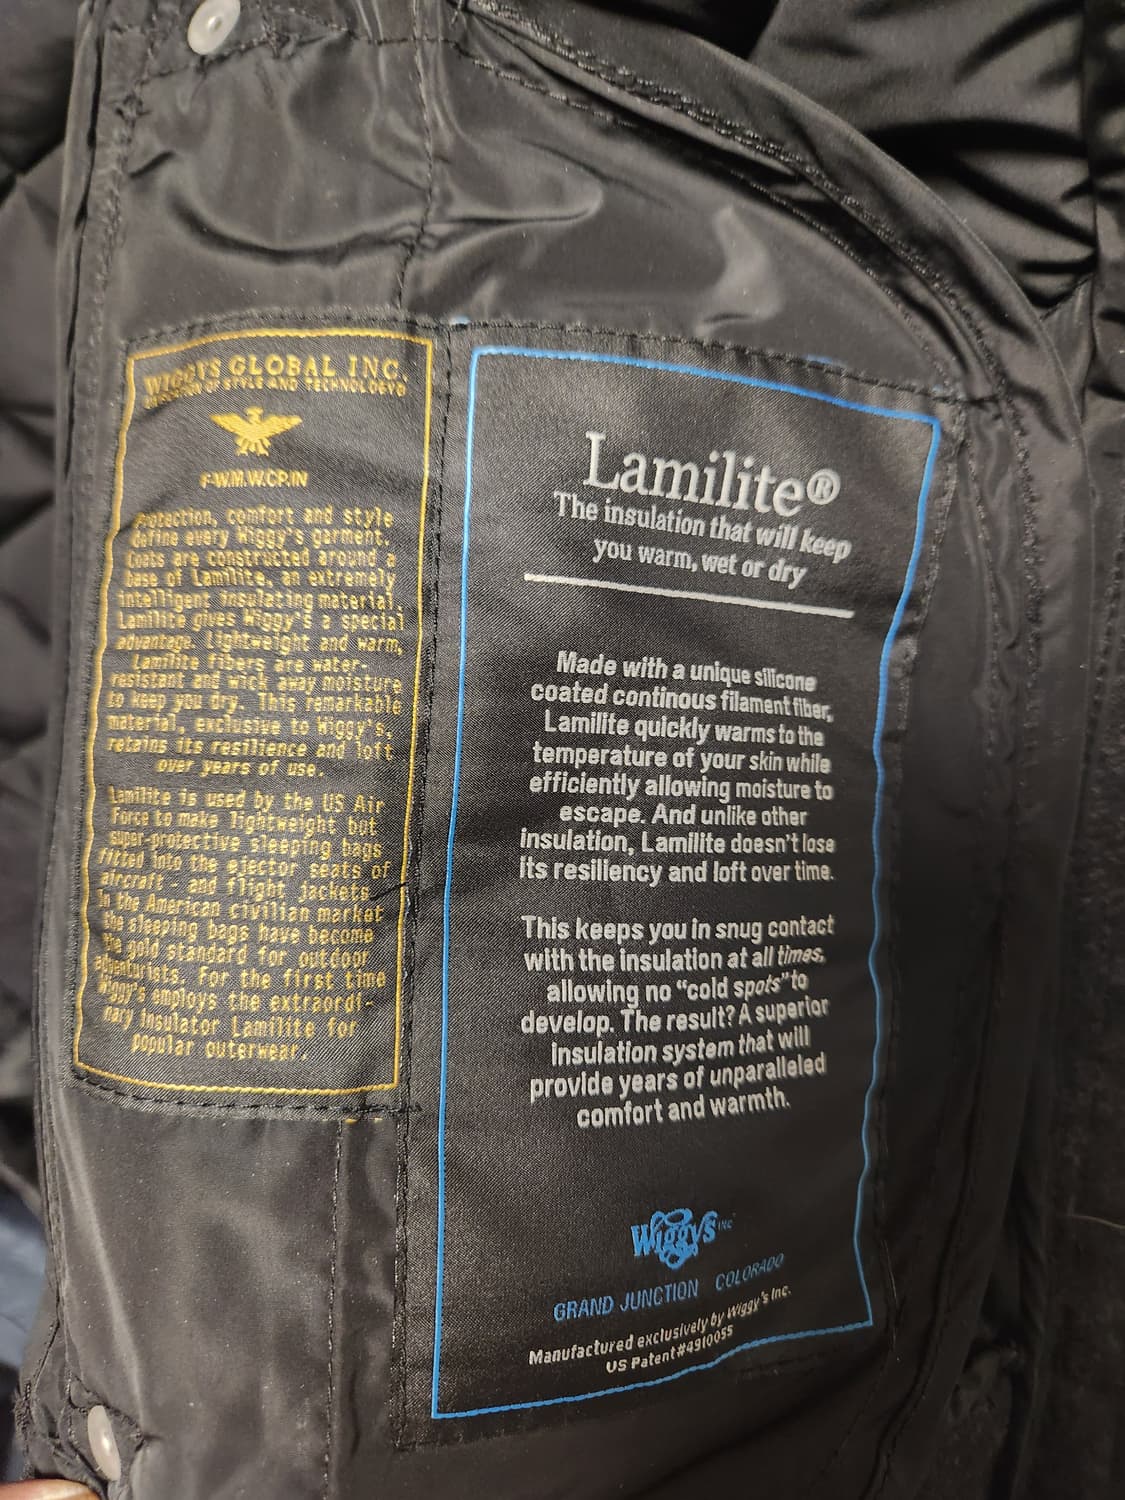 WIGGYS GLOBAL INC.
OF STYLE AND TECHNOLOGY®
F.W.M.W.CP.IN
Protection, comfort and style
define every Wiggy's garment.
Coats are constructed around a
base of Lamilite, an extremely
intelligent insulating material.
Lamilite gives Wiggy's a special
advantage. Lightweight and warm,
Lamilite fibers are water-
resistant and wick away moisture
to keep you dry. This remarkable
material, exclusive to Wiggy's,
retains its resilience and loft
over years of use.
Lamilite is used by the US Air
Force to make lightweight but
super-protective sleeping bags
fitted into the ejector seats of
aircraft - and flight jackets
In the American civilian market
the sleeping bags have become
the gold standard for outdoor
adventurists. For the first time
Wiggy's employs the extraordi-
nary insulator Lamilite for
popular outerwear.
Lamilite®
The insulation that will keep
you warm, wet or dry
Made with a unique silicone
coated continous filament fiber,
Lamilite quickly warms to the
temperature of your skin while
efficiently allowing moisture to
escape. And unlike other
insulation, Lamilite doesn't lose
its resiliency and loft over time.
This keeps you in snug contact
with the insulation at all times,
allowing no "cold spots" to
develop. The result? A superior
insulation system that will
provide years of unparalleled
comfort and warmth.
Wiggy's INC
GRAND JUNCTION COLORADO
Manufactured exclusively by Wiggy's Inc.
US Patent#4910055